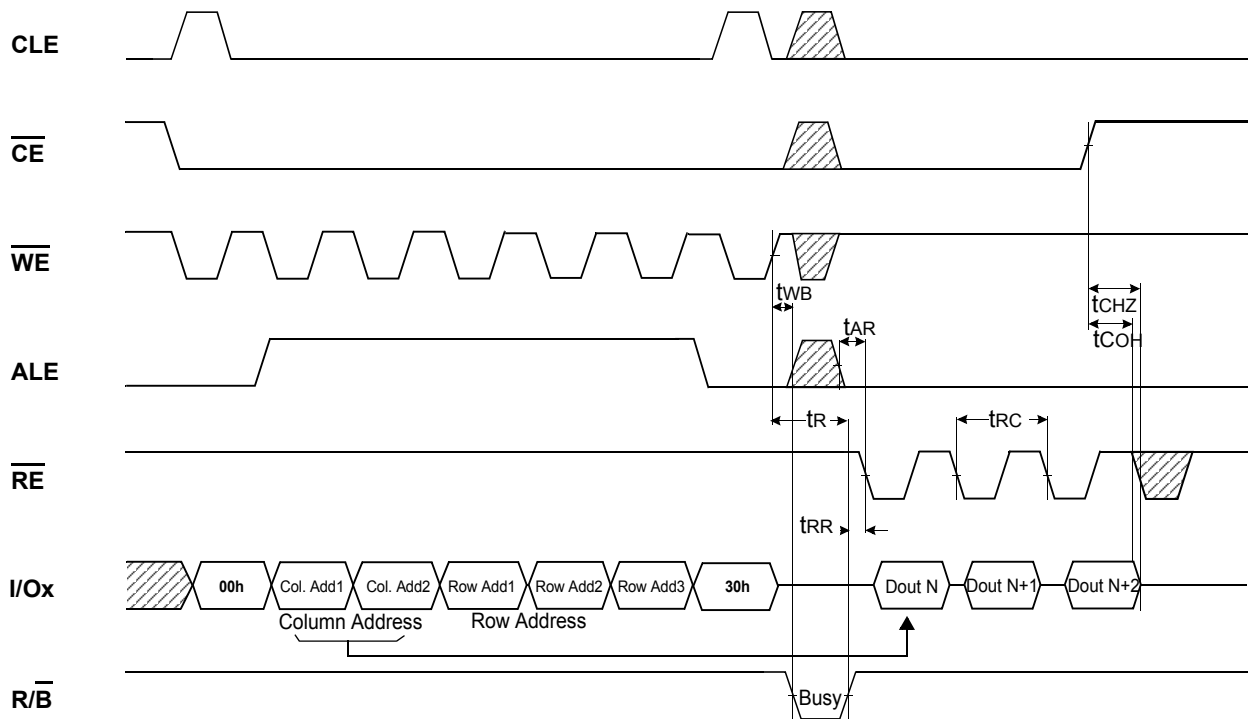 CLE
CE
WE
tWB
tCHZ
tCOH
tAR
ALE
tR
tRC
RE
tRR
I/Ox
00h
Col. Add1
Col. Add2
Row Add1
Row Add2
Row Add3
30h
Dout N
Dout N+1
Dout N+2
Column Address
Row Address
R/B
Busy